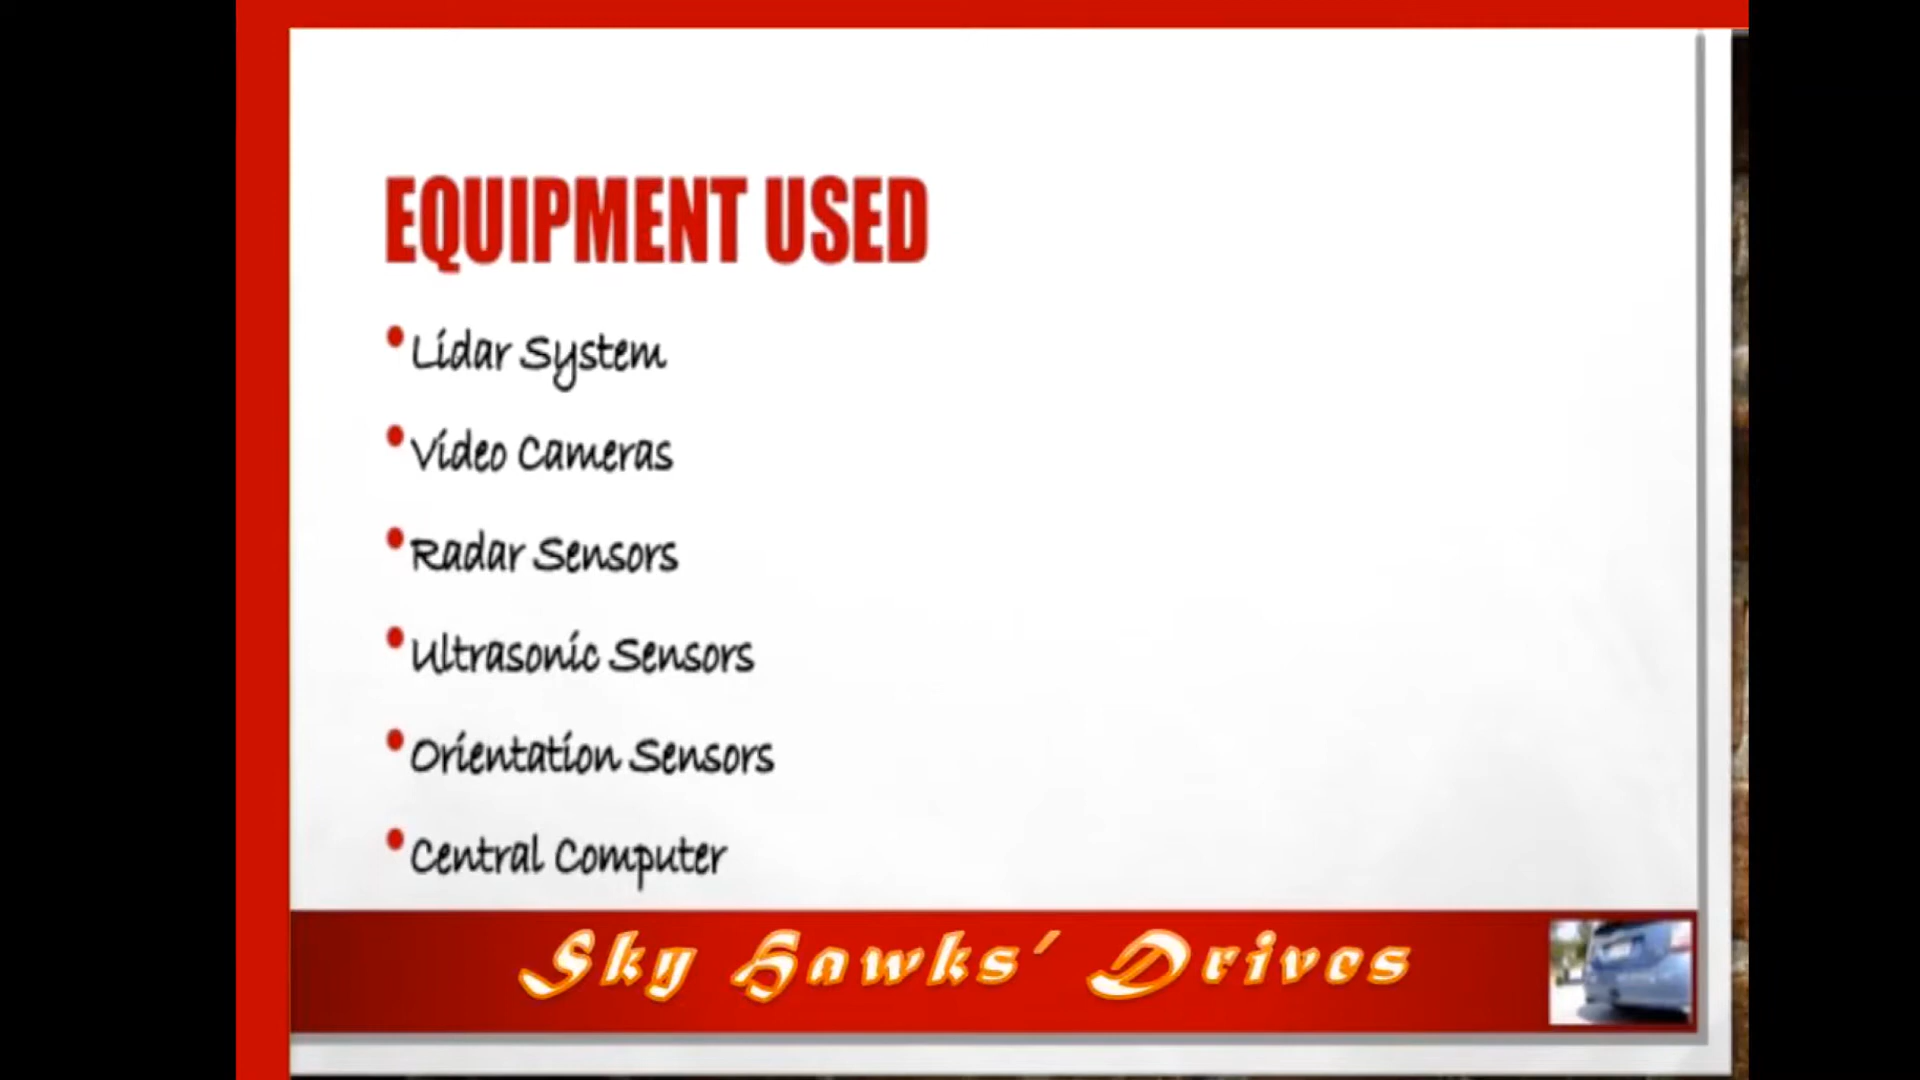 EQUIPMENT USED
Lidar System
Video Cameras
Radar Sensors
Ultrasonic Sensors
Orientation Sensors
Central Computer
Sky Hawks' Drives